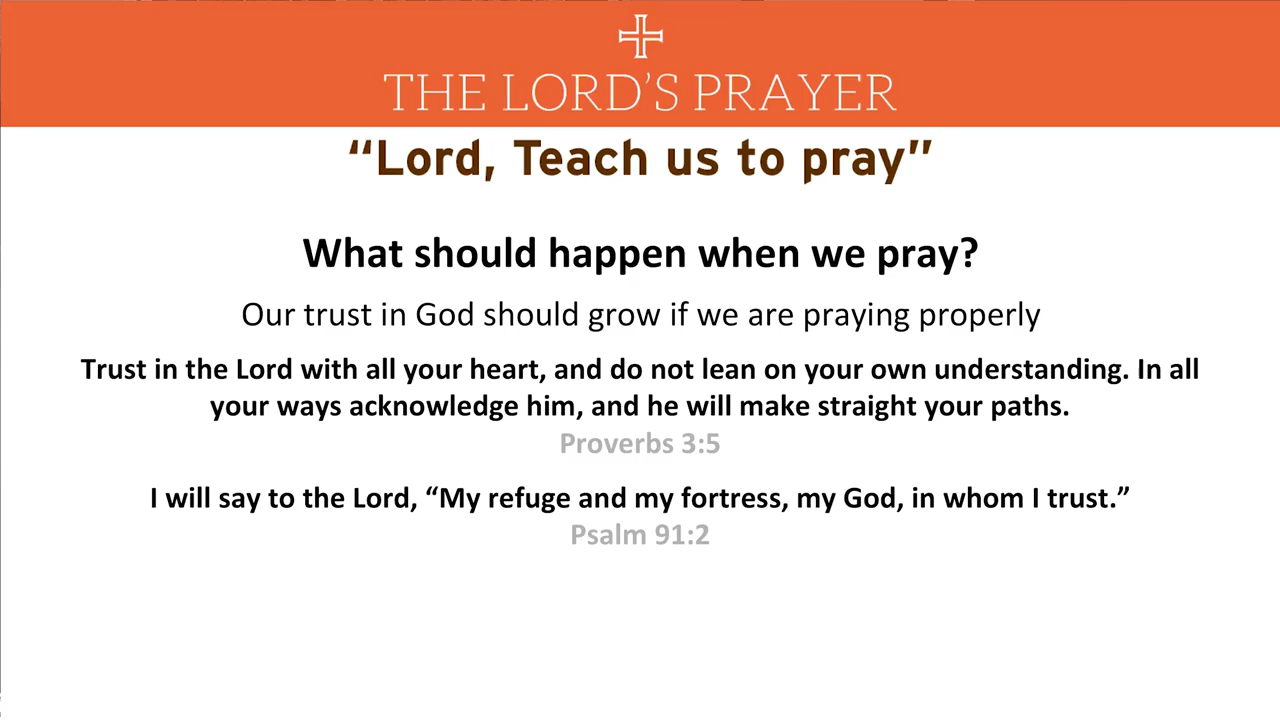 THE LORD’S PRAYER
“Lord, Teach us to pray”
What should happen when we pray?
Our trust in God should grow if we are praying properly
Trust in the Lord with all your heart, and do not lean on your own understanding. In all
your ways acknowledge him, and he will make straight your paths.
Proverbs 3:5
I will say to the Lord, “My refuge and my fortress, my God, in whom I trust.”
Psalm 91:2